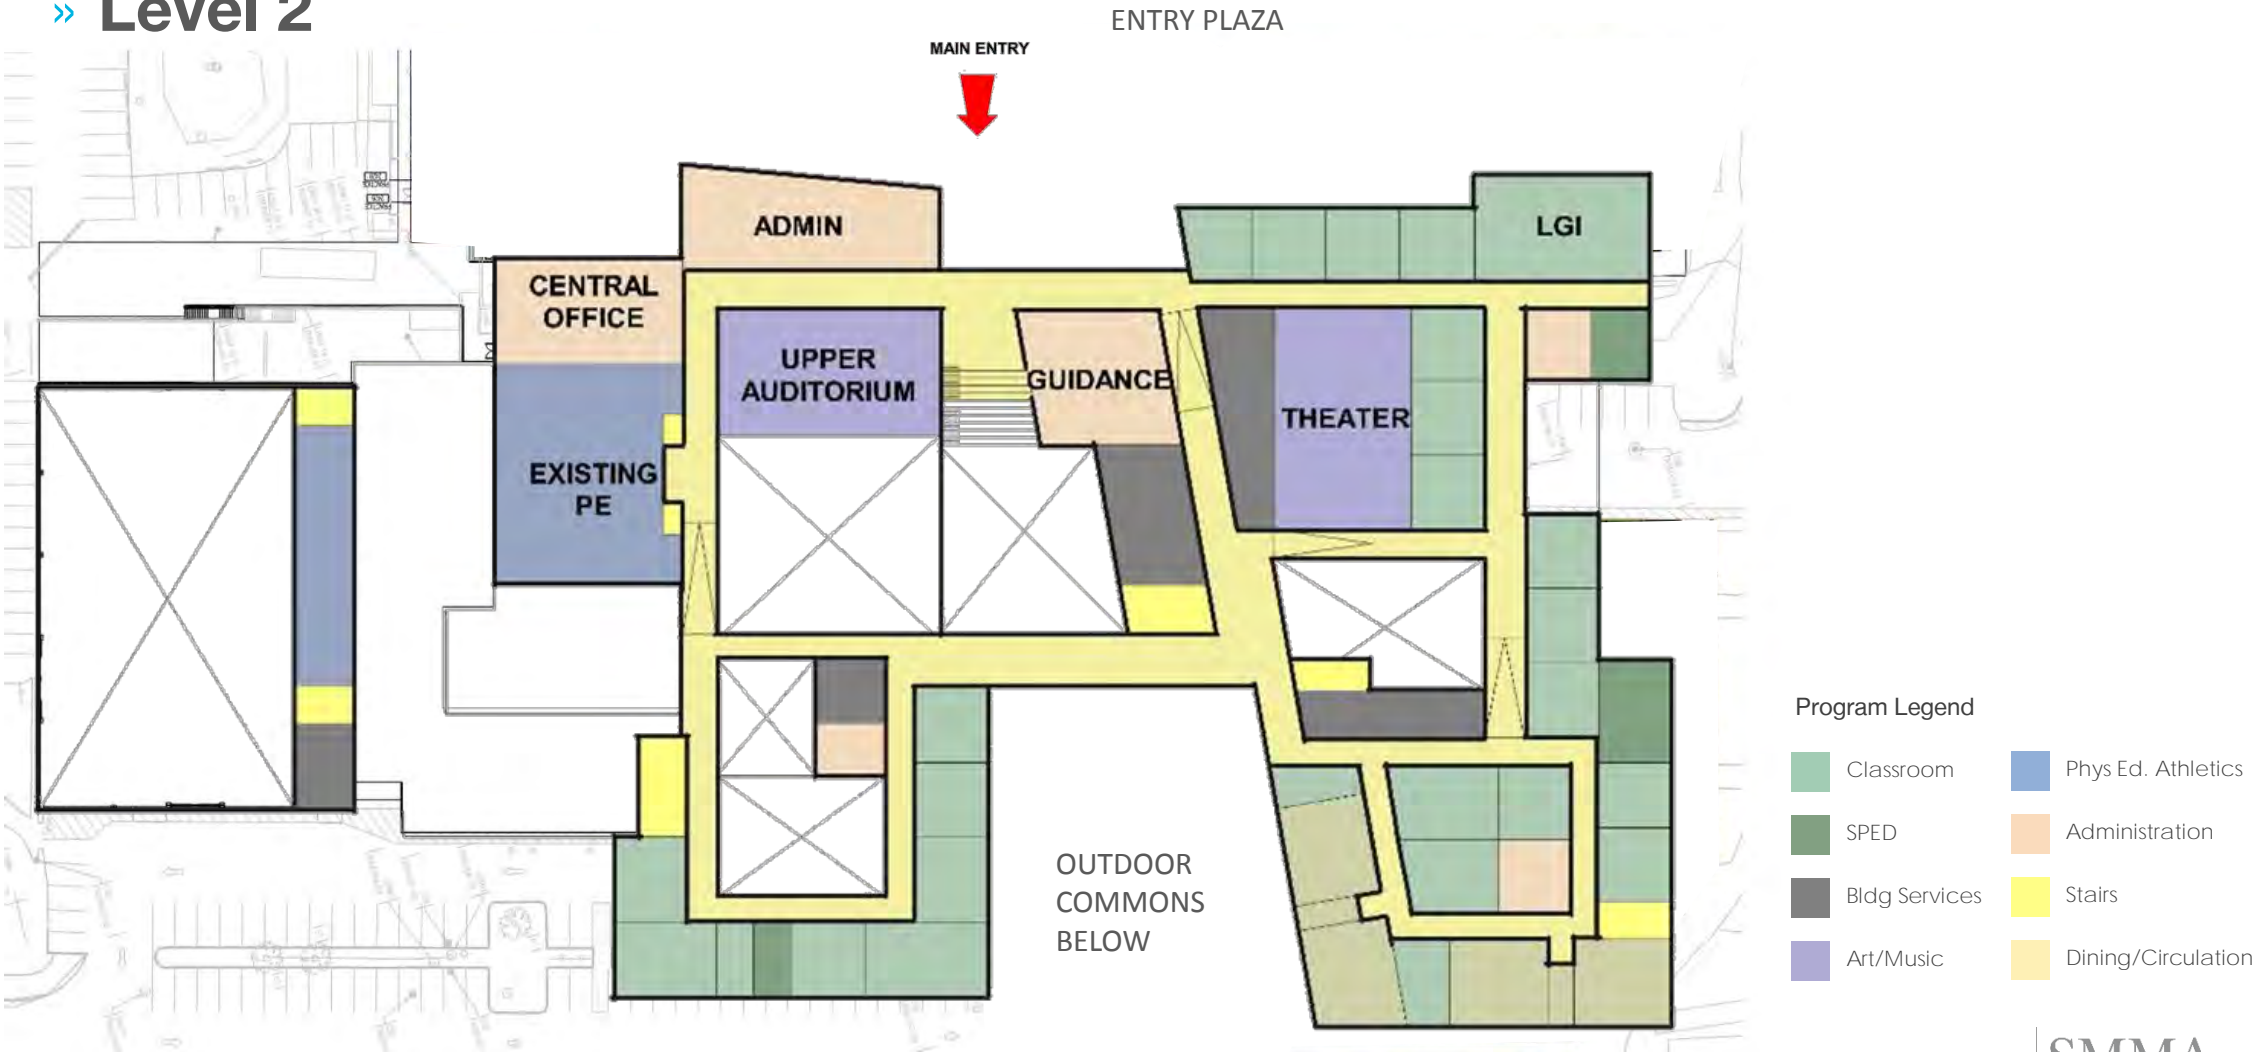 » Level 2
ENTRY PLAZA
MAIN ENTRY
ADMIN
LGI
CENTRAL
OFFICE
UPPER
AUDITORIUM
GUIDANCE
THEATER
EXISTING
PE
OUTDOOR
COMMONS
BELOW
Program Legend
Classroom
Phys Ed. Athletics
SPED
Administration
Bldg Services
Stairs
Art/Music
Dining/Circulation
SMMA